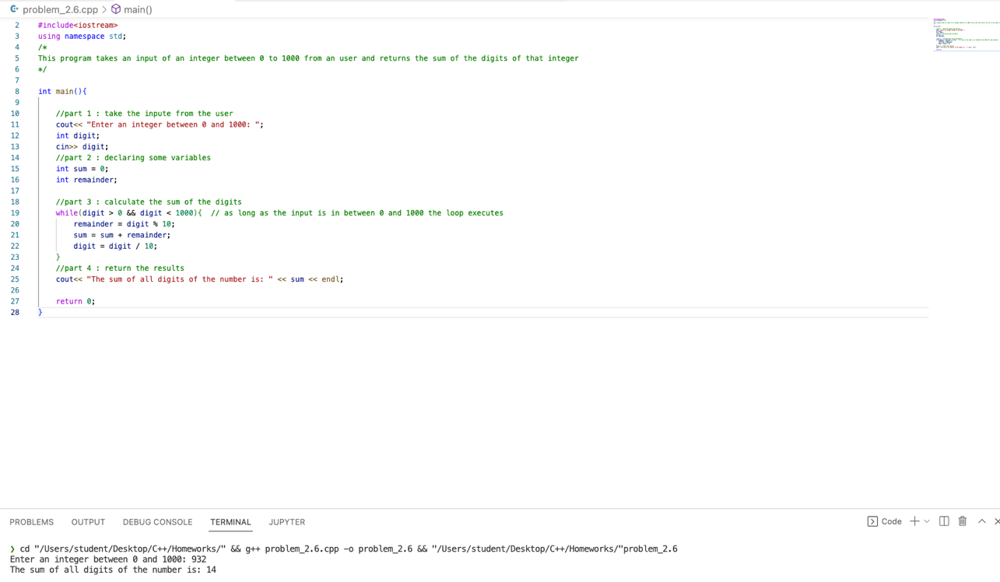 problem_2.6.cpp > main()
2 #include<iostream>
3 using namespace std;
4 /*
5 This program takes an input of an integer between 0 to 1000 from an user and returns the sum of the digits of that integer
6 */
7
8 int main(){
9
10 //part 1 : take the inpute from the user
11 cout<< "Enter an integer between 0 and 1000: ";
12 int digit;
13 cin>> digit;
14 //part 2 : declaring some variables
15 int sum = 0;
16 int remainder;
17
18 //part 3 : calculate the sum of the digits
19 while(digit > 0 && digit < 1000){  // as long as the input is in between 0 and 1000 the loop executes
20 remainder = digit % 10;
21 sum = sum + remainder;
22 digit = digit / 10;
23 }
24 //part 4 : return the results
25 cout<< "The sum of all digits of the number is: " << sum << endl;
26
27 return 0;
28 }
PROBLEMS OUTPUT DEBUG CONSOLE TERMINAL JUPYTER Code
❯ cd "/Users/student/Desktop/C++/Homeworks/" && g++ problem_2.6.cpp -o problem_2.6 && "/Users/student/Desktop/C++/Homeworks/"problem_2.6
Enter an integer between 0 and 1000: 932
The sum of all digits of the number is: 14